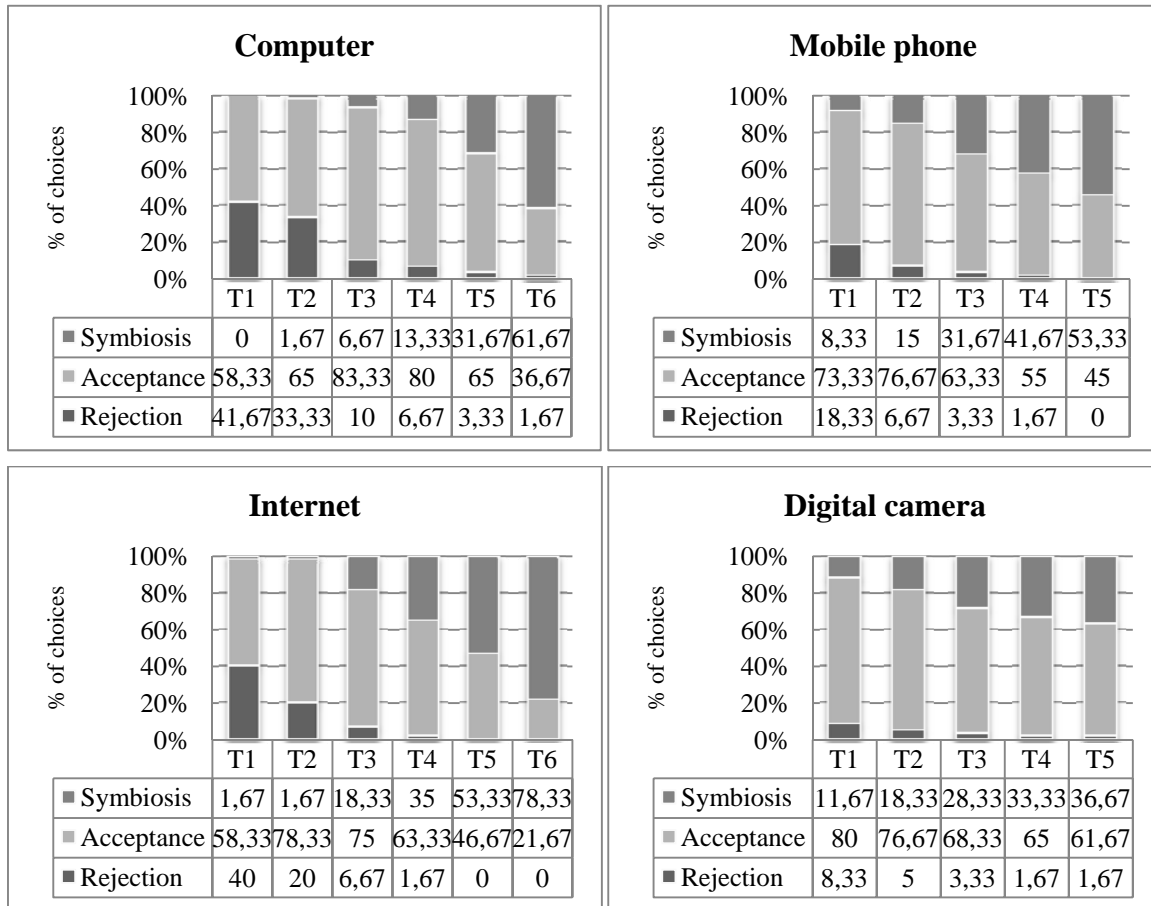 Computer
% of choices
100%
80%
60%
40%
20%
0%
T1 T2 T3 T4 T5 T6
Symbiosis 0 1,67 6,67 13,33 31,67 61,67
Acceptance 58,33 65 83,33 80 65 36,67
Rejection 41,67 33,33 10 6,67 3,33 1,67
Mobile phone
% of choices
100%
80%
60%
40%
20%
0%
T1 T2 T3 T4 T5
Symbiosis 8,33 15 31,67 41,67 53,33
Acceptance 73,33 76,67 63,33 55 45
Rejection 18,33 6,67 3,33 1,67 0
Internet
% of choices
100%
80%
60%
40%
20%
0%
T1 T2 T3 T4 T5 T6
Symbiosis 1,67 1,67 18,33 35 53,33 78,33
Acceptance 58,33 78,33 75 63,33 46,67 21,67
Rejection 40 20 6,67 1,67 0 0
Digital camera
% of choices
100%
80%
60%
40%
20%
0%
T1 T2 T3 T4 T5
Symbiosis 11,67 18,33 28,33 33,33 36,67
Acceptance 80 76,67 68,33 65 61,67
Rejection 8,33 5 3,33 1,67 1,67